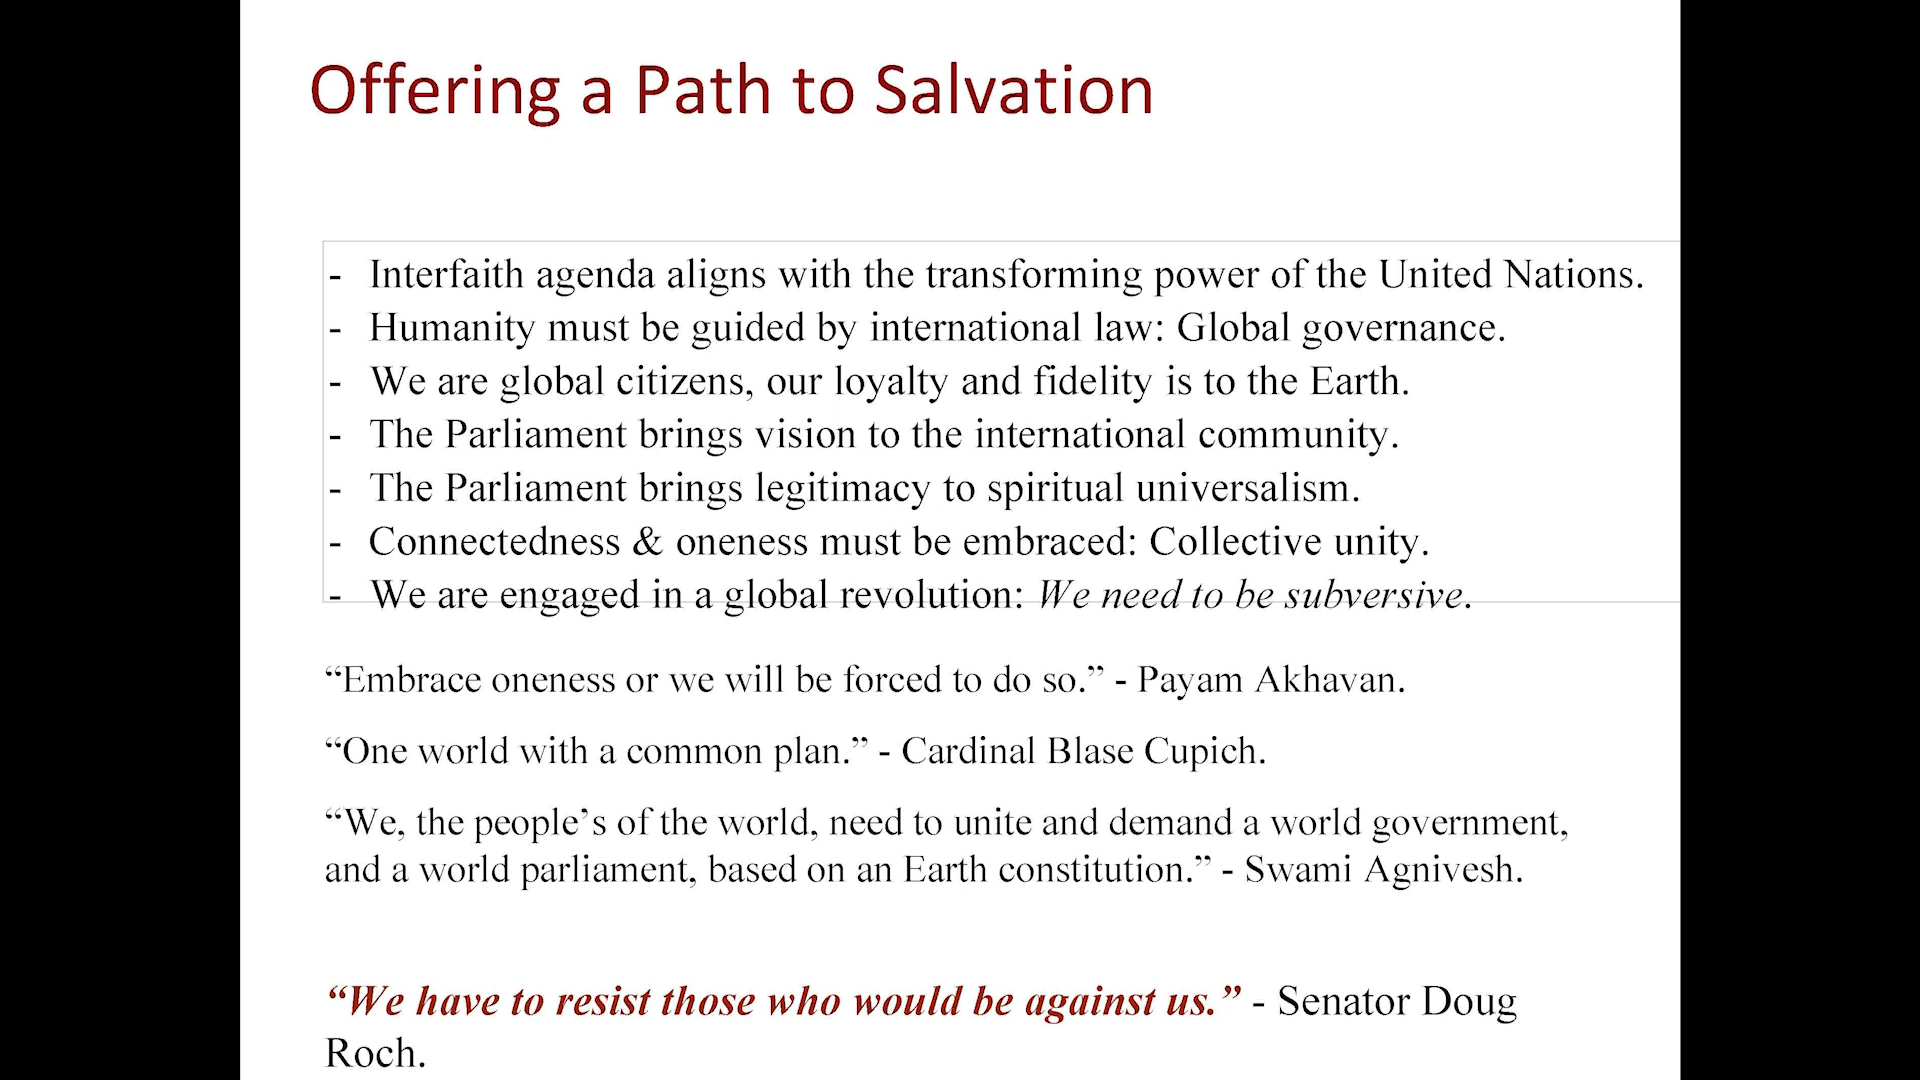 Offering a Path to Salvation
- Interfaith agenda aligns with the transforming power of the United Nations.
- Humanity must be guided by international law: Global governance.
- We are global citizens, our loyalty and fidelity is to the Earth.
- The Parliament brings vision to the international community.
- The Parliament brings legitimacy to spiritual universalism.
- Connectedness & oneness must be embraced: Collective unity.
- We are engaged in a global revolution: We need to be subversive.
“Embrace oneness or we will be forced to do so.” - Payam Akhavan.
“One world with a common plan.” - Cardinal Blase Cupich.
“We, the people’s of the world, need to unite and demand a world government,
and a world parliament, based on an Earth constitution.” - Swami Agnivesh.
“We have to resist those who would be against us.” - Senator Doug
Roch.